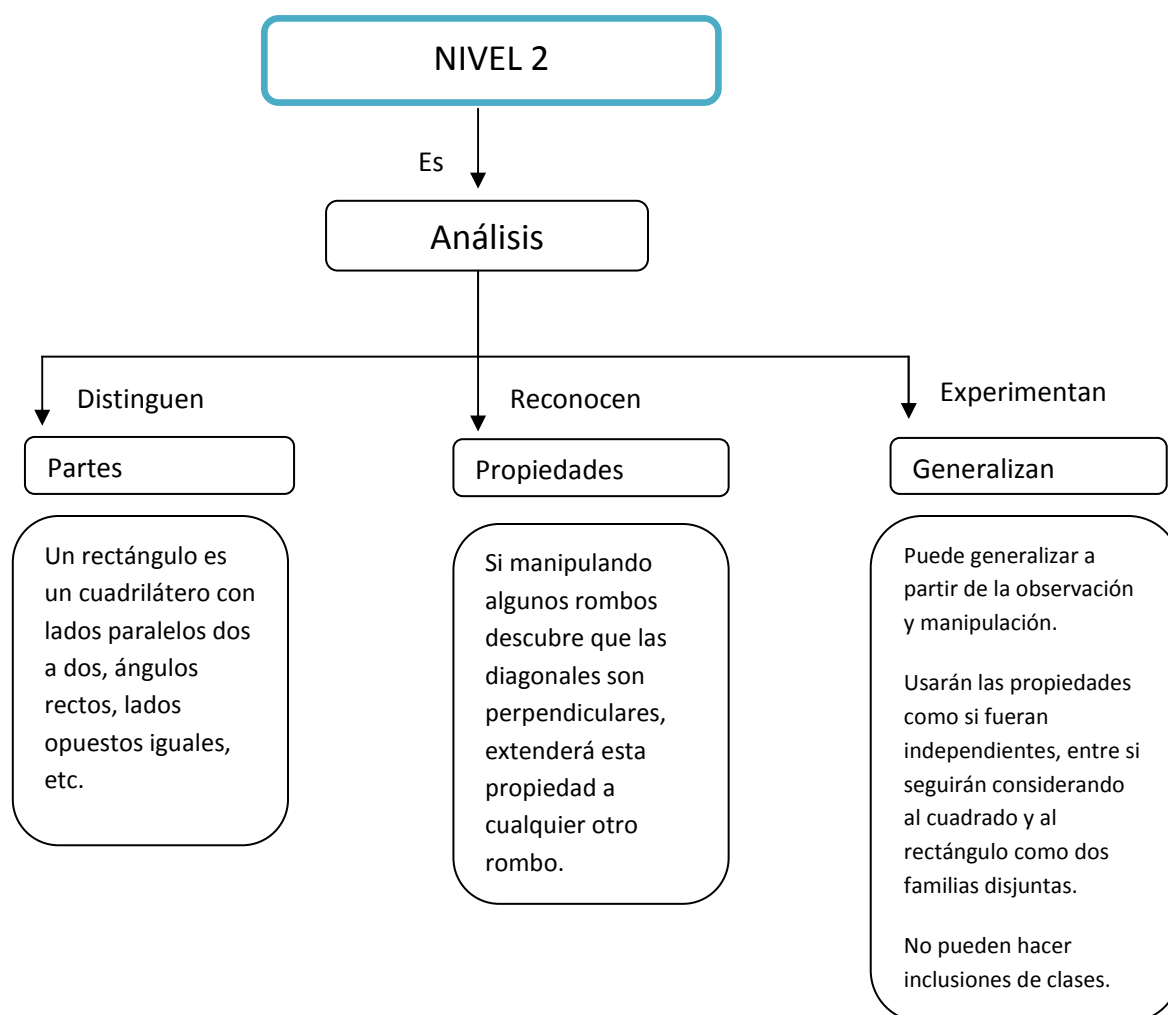 NIVEL 2
Es
Análisis
Distinguen
Partes
Un rectángulo es
un cuadrilátero con
lados paralelos dos
a dos, ángulos
rectos, lados
opuestos iguales,
etc.
Reconocen
Propiedades
Si manipulando
algunos rombos
descubre que las
diagonales son
perpendiculares,
extenderá esta
propiedad a
cualquier otro
rombo.
Experimentan
Generalizan
Puede generalizar a
partir de la observación
y manipulación.
Usarán las propiedades
como si fueran
independientes, entre si
seguirán considerando
al cuadrado y al
rectángulo como dos
familias disjuntas.
No pueden hacer
inclusiones de clases.